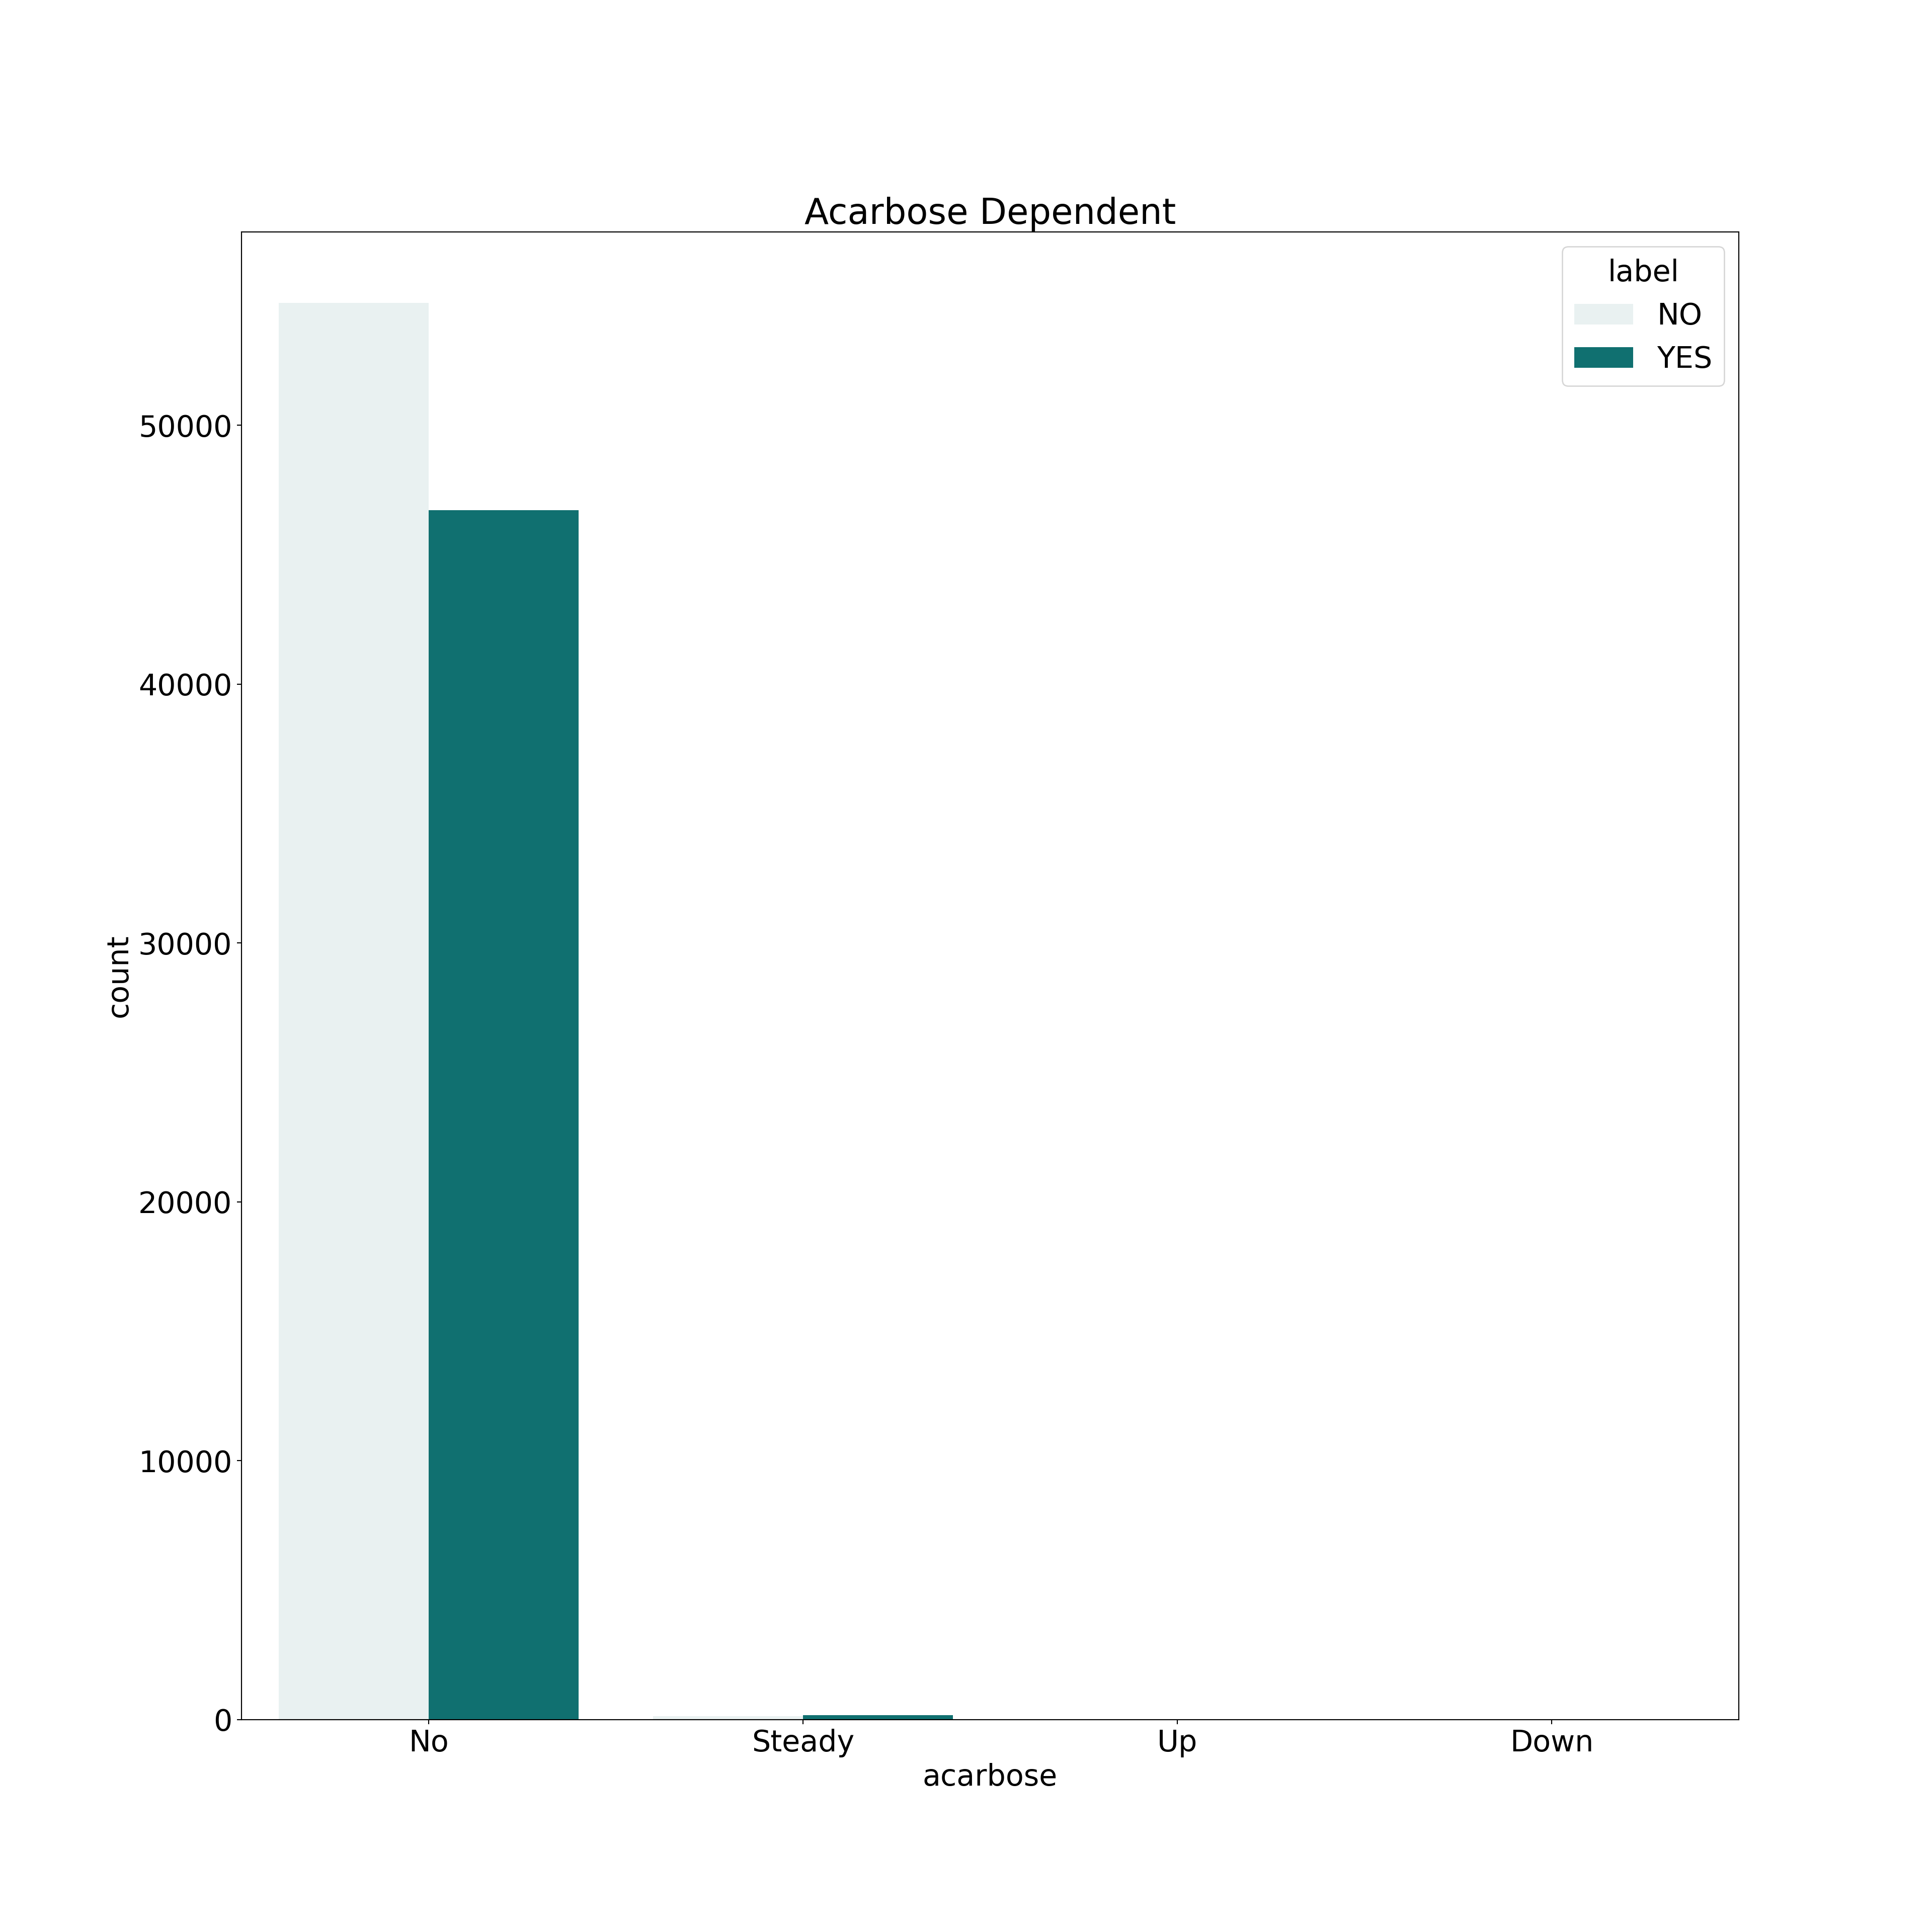 Acarbose Dependent
label
NO
YES
50000
40000
30000
20000
10000
0
count
No Steady Up Down
acarbose